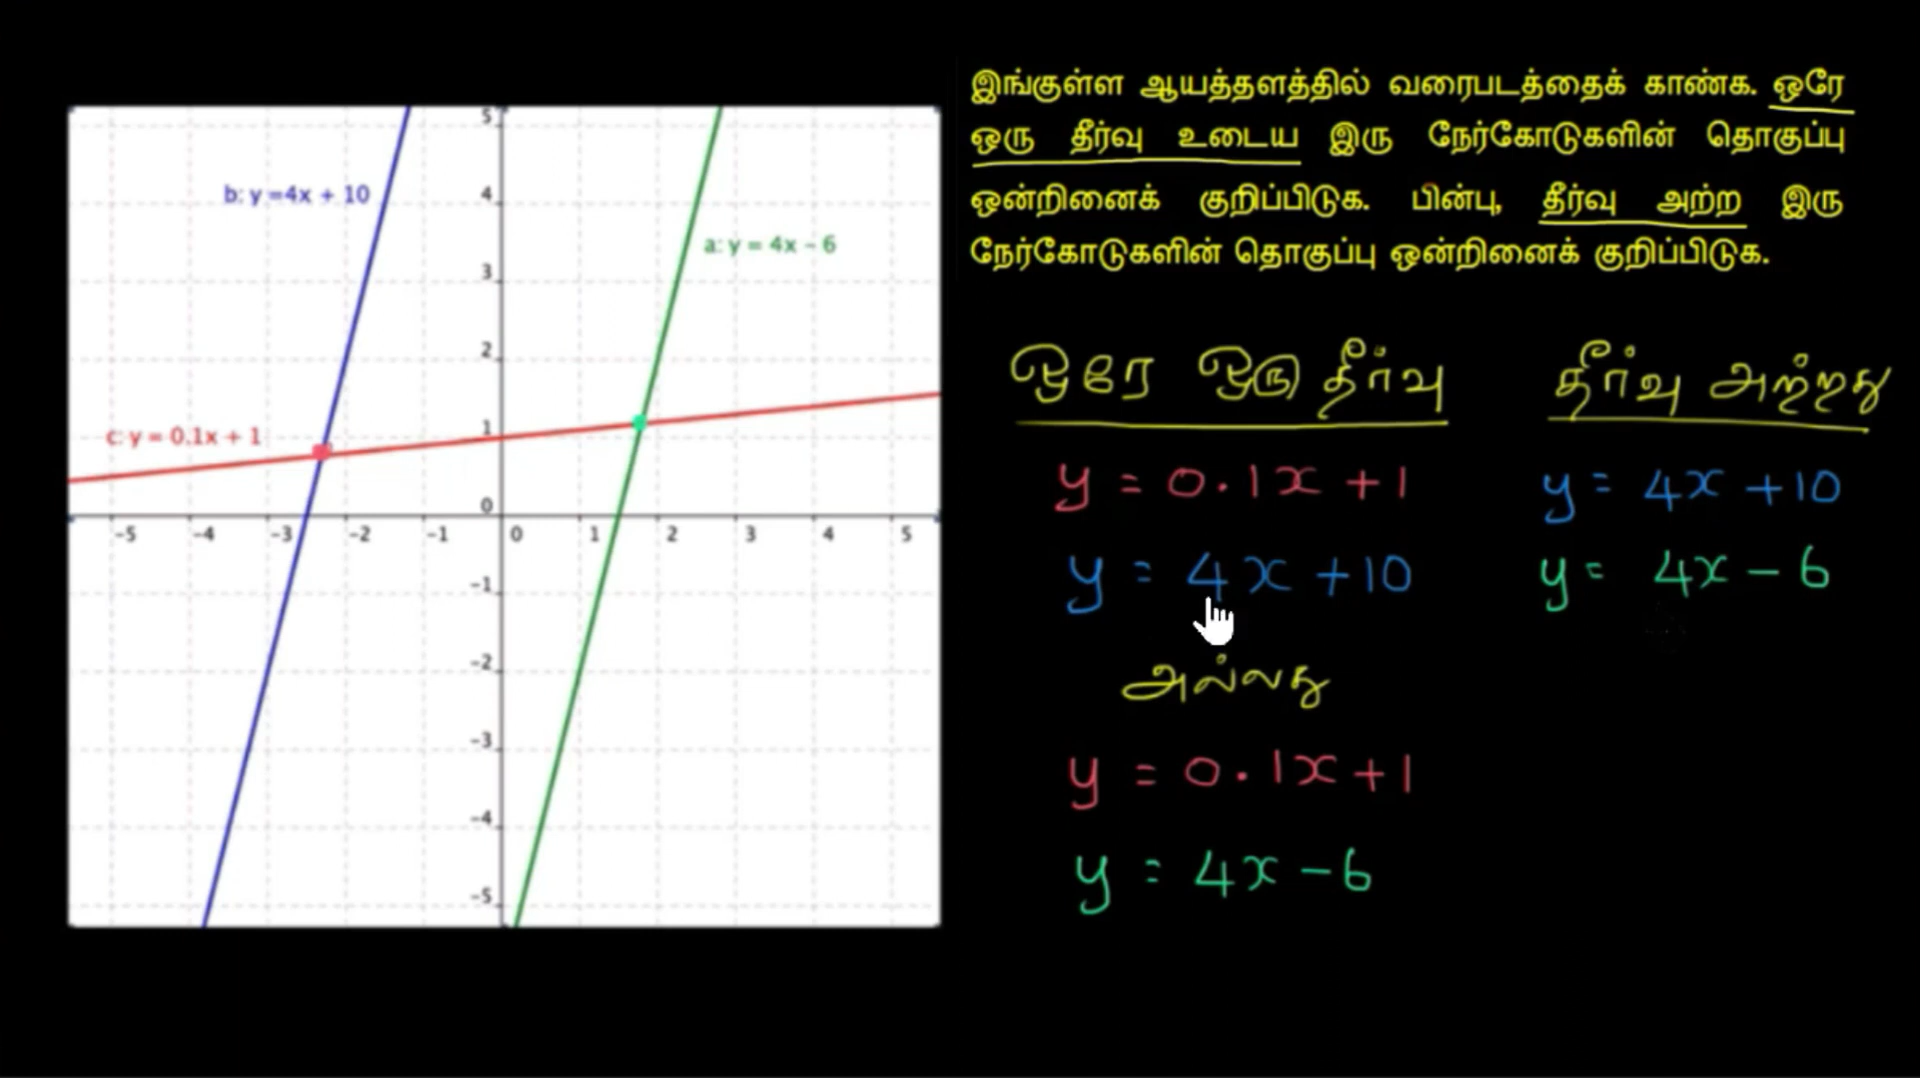 இங்குள்ள ஆயத்தளத்தில் வரைபடத்தைக் காண்க. ஒரே
ஒரு தீர்வு உடைய இரு நேர்கோடுகளின் தொகுப்பு
ஒன்றினைக் குறிப்பிடுக. பின்பு, தீர்வு அற்ற இரு
நேர்கோடுகளின் தொகுப்பு ஒன்றினைக் குறிப்பிடுக.
5
b: y =4x + 10
4
a: y = 4x – 6
3
2
c: y = 0.1x + 1
1
0
-5 -4 -3 -2 -1 0 1 2 3 4 5
-1
-2
-3
-4
-5
ஒரே ஒரு தீர்வு
y = 0.1x + 1
y = 4x + 10
அல்லது
y = 0.1x + 1
y = 4x - 6
தீர்வு அற்றது
y = 4x + 10
y = 4x - 6